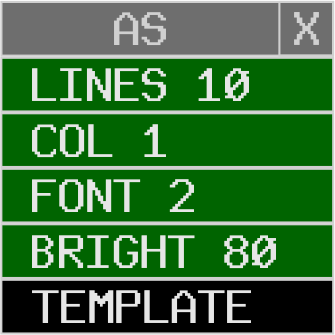 AS X
LINES 10
COL 1
FONT 2
BRIGHT 80
TEMPLATE